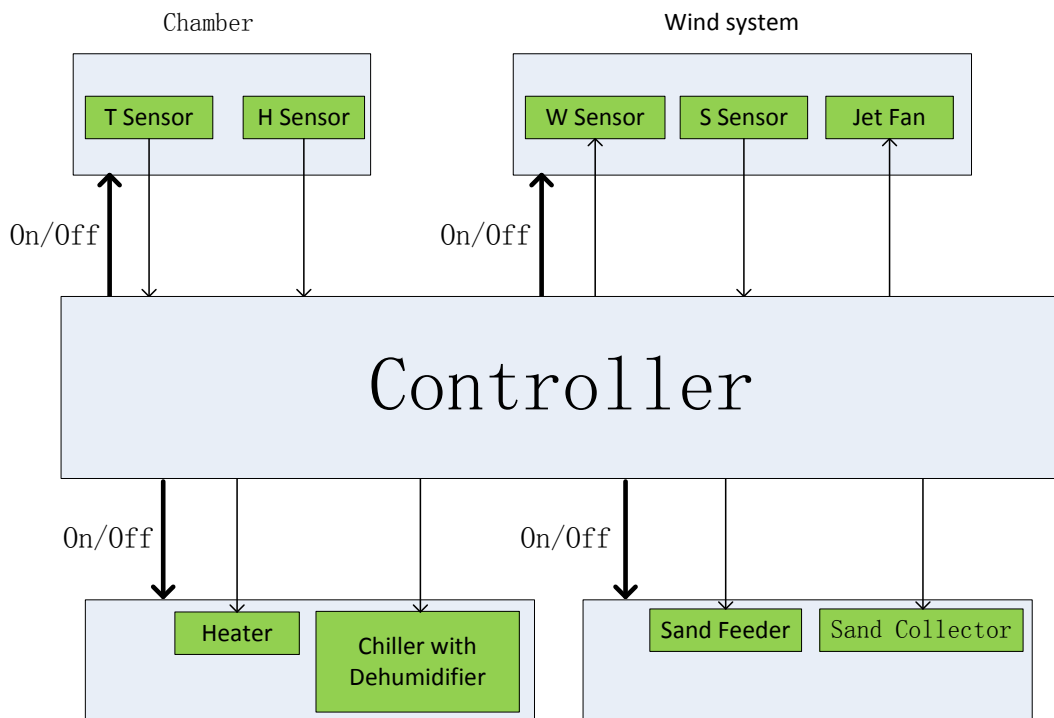 Chamber
Wind system
T Sensor
H Sensor
W Sensor
S Sensor
Jet Fan
On/Off
On/Off
Controller
On/Off
On/Off
Heater
Chiller with
Dehumidifier
Sand Feeder
Sand Collector